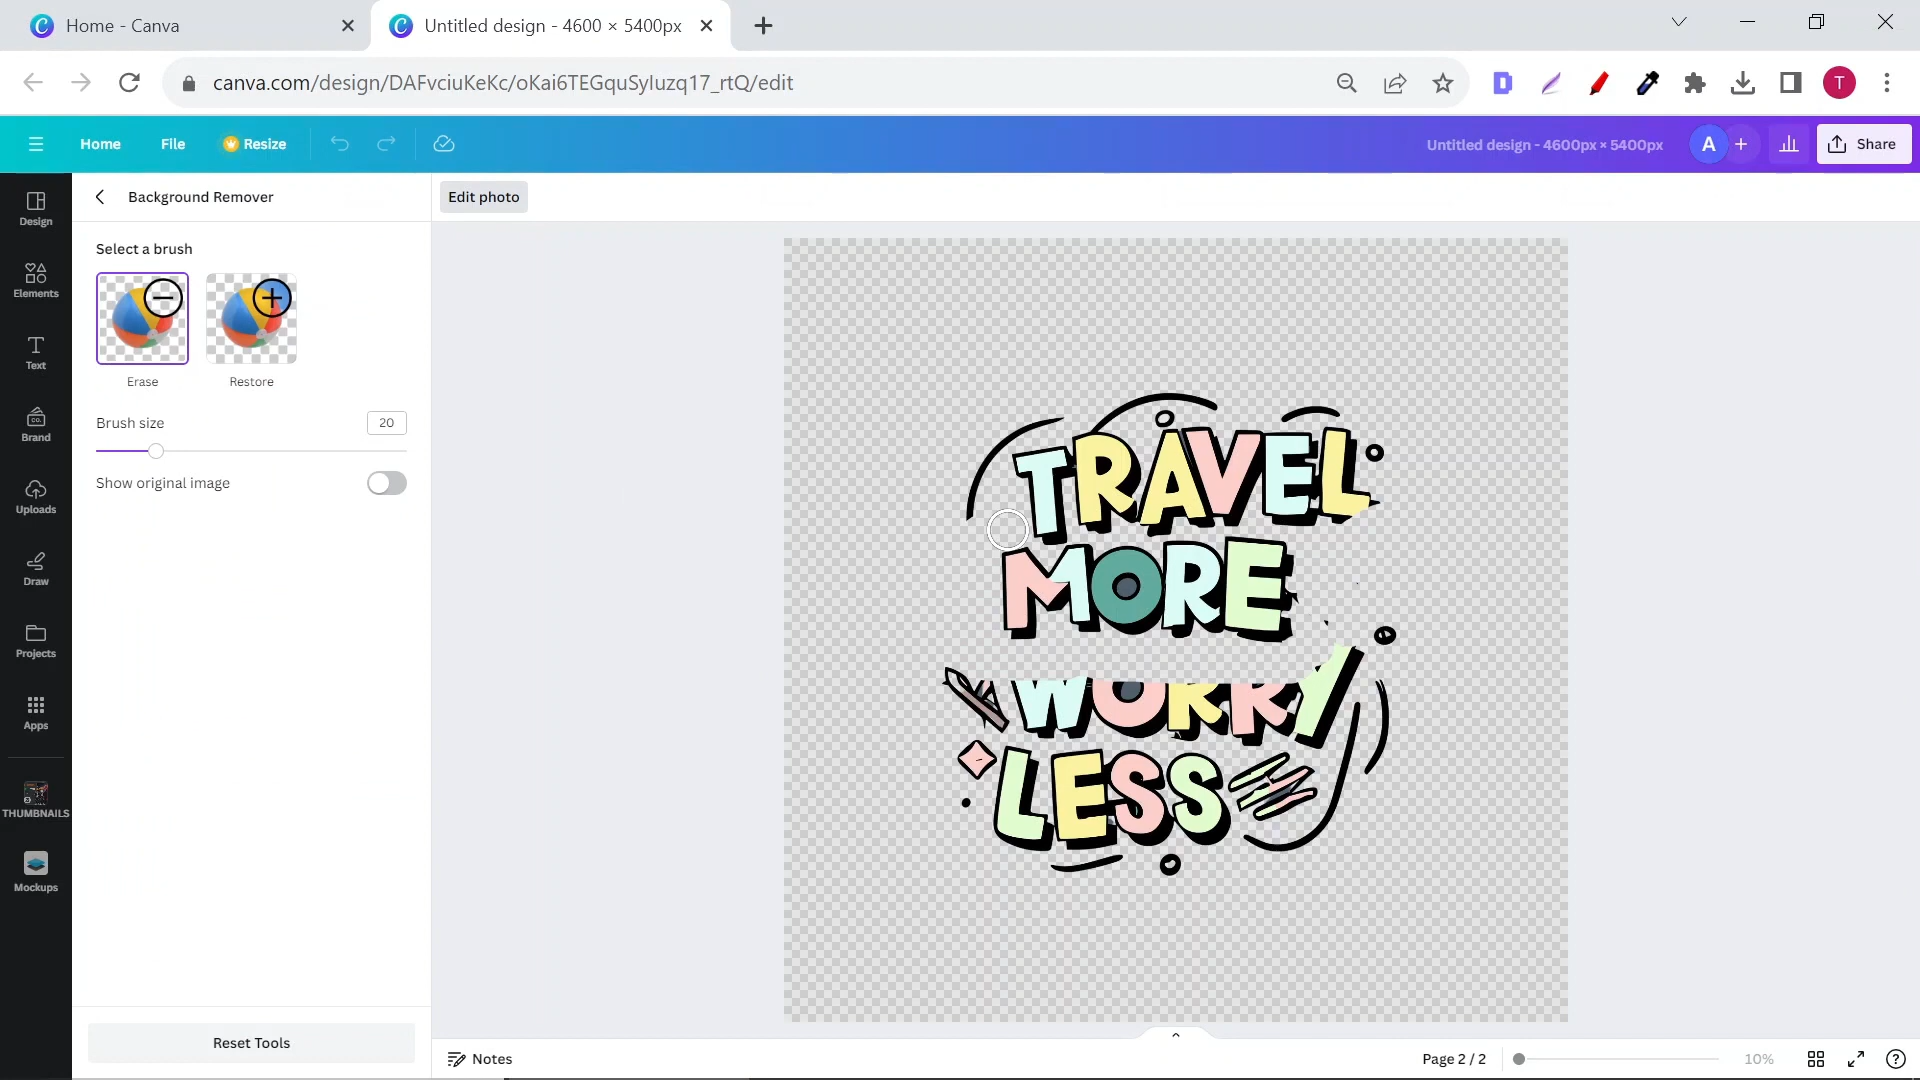 Home - Canva
Untitled design - 4600 × 5400px
canva.com/design/DAFvciuKeKc/oKai6TEGquSyIuzq17_rtQ/edit
T
Home
File
Resize
Untitled design - 4600px × 5400px
A
Share
Design
Elements
Text
Brand
Uploads
Draw
Projects
Apps
THUMBNAILS
Mockups
Background Remover
Select a brush
Erase
Restore
Brush size
20
Show original image
Reset Tools
Edit photo
TRAVEL
MORE
WORRY
LESS
Notes
Page 2 / 2
10%